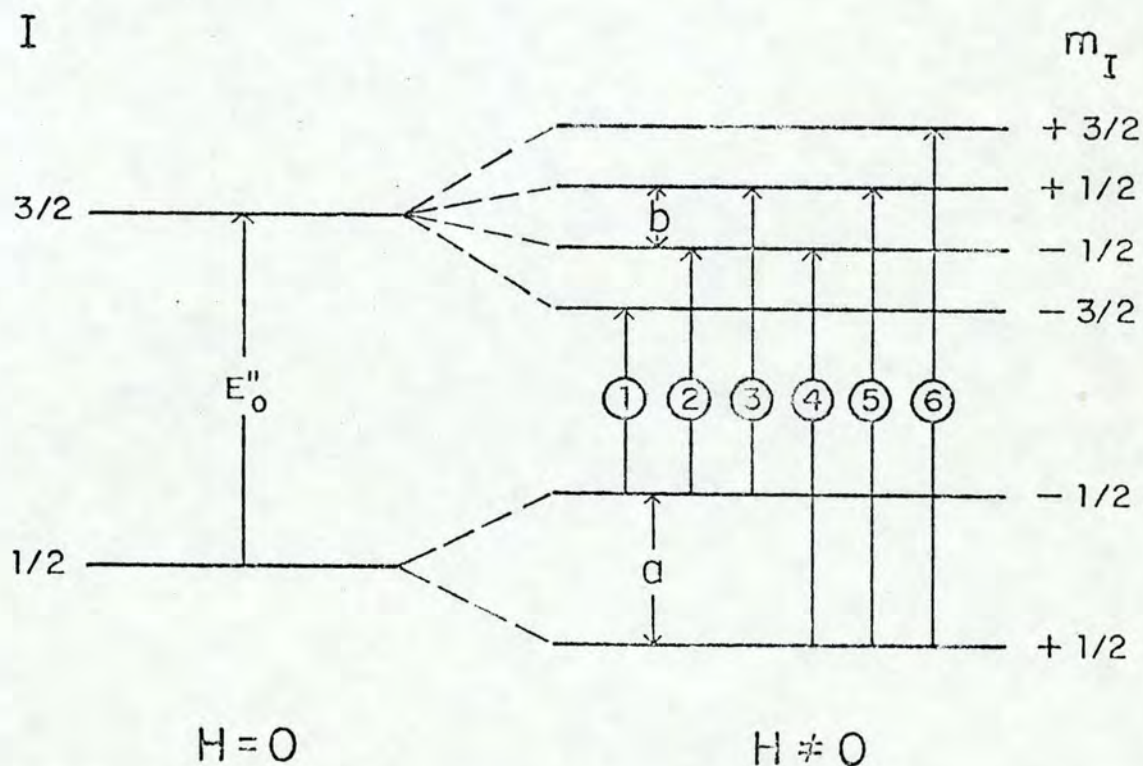 I m_I
+ 3/2
3/2 + 1/2
b
- 1/2
- 3/2
E"₀ 1 2 3 4 5 6
- 1/2
1/2 a
+ 1/2
H = 0 H ≠ 0